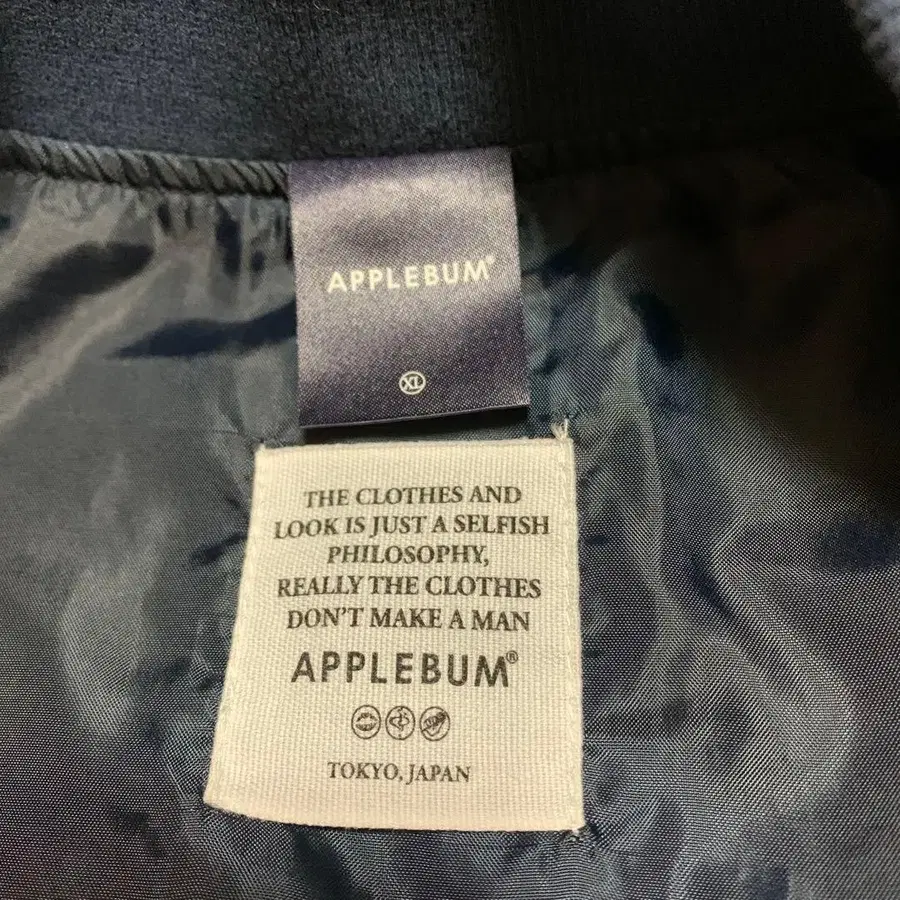 APPLEBUM®
XL
THE CLOTHES AND
LOOK IS JUST A SELFISH
PHILOSOPHY,
REALLY THE CLOTHES
DON'T MAKE A MAN
APPLEBUM®
TOKYO, JAPAN